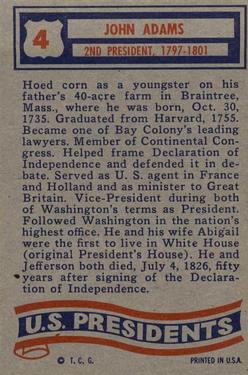 4
JOHN ADAMS
2ND PRESIDENT, 1797-1801
Hoed corn as a youngster on his
father's 40-acre farm in Braintree,
Mass., where he was born, Oct. 30,
1735. Graduated from Harvard, 1755.
Became one of Bay Colony's leading
lawyers. Member of Continental Con-
gress. Helped frame Declaration of
Independence and defended it in de-
bate. Served as U. S. agent in France
and Holland and as minister to Great
Britain. Vice-President during both
of Washington's terms as President.
Followed Washington in the nation's
highest office. He and his wife Abigail
were the first to live in White House
(original President's House). He and
Jefferson both died, July 4, 1826, fifty
years after signing of the Declara-
tion of Independence.
U.S. PRESIDENTS
© T. C. G.
PRINTED IN U.S.A.